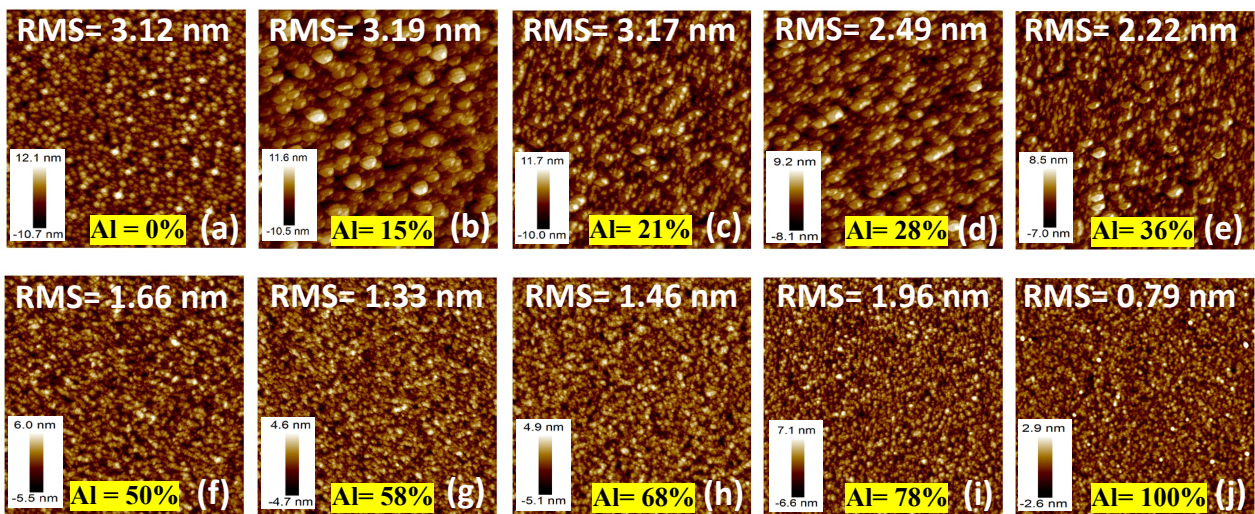 RMS= 3.12 nm
12.1 nm
-10.7 nm
Al = 0%
(a)
RMS= 3.19 nm
11.6 nm
-10.5 nm
Al= 15%
(b)
RMS= 3.17 nm
11.7 nm
-10.0 nm
Al= 21%
(c)
RMS= 2.49 nm
9.2 nm
-8.1 nm
Al= 28%
(d)
RMS= 2.22 nm
8.5 nm
-7.0 nm
Al= 36%
(e)
RMS= 1.66 nm
6.0 nm
-5.5 nm
Al = 50%
(f)
RMS= 1.33 nm
4.6 nm
-4.7 nm
Al= 58%
(g)
RMS= 1.46 nm
4.9 nm
-5.1 nm
Al= 68%
(h)
RMS= 1.96 nm
7.1 nm
-6.6 nm
Al= 78%
(i)
RMS= 0.79 nm
2.9 nm
-2.6 nm
Al= 100%
(j)